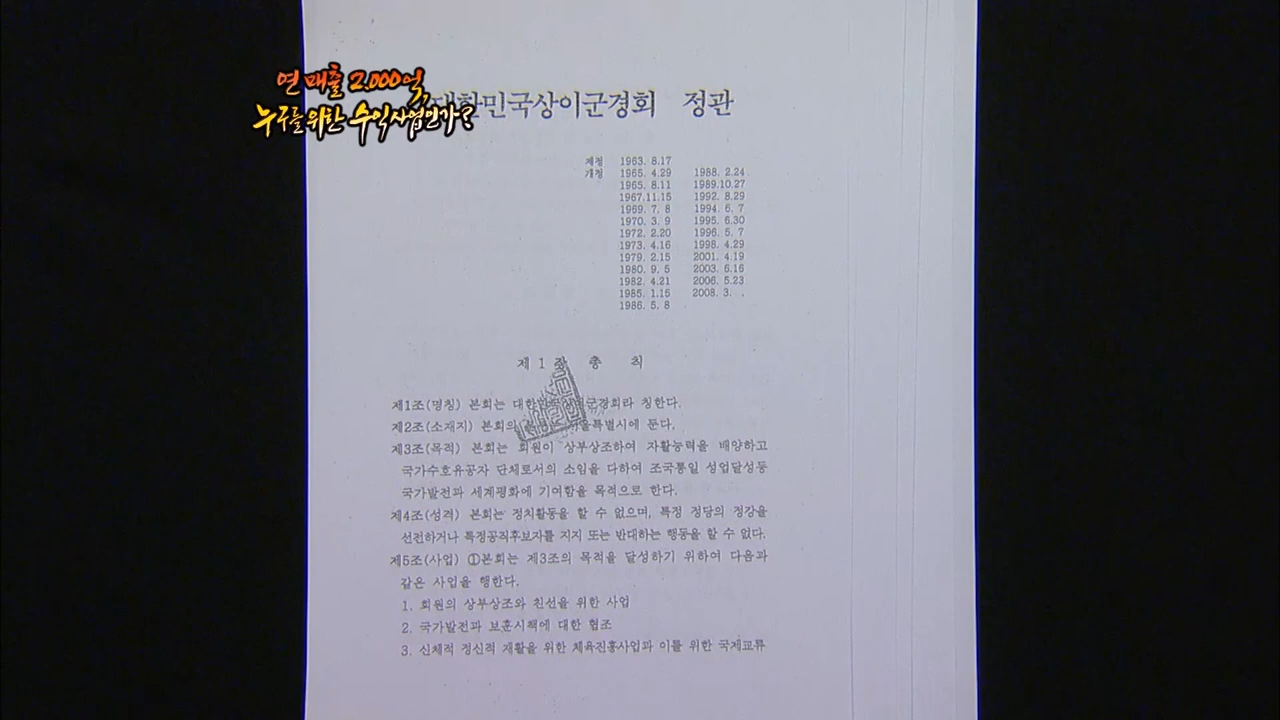 연 매출 2.000억,
누구를 위한 수익사업인가?
대한민국상이군경회 정관
제정 1963. 8.17
개정 1965. 4.29 1988. 2.24
1965. 8.11 1989.10.27
1967.11.15 1992. 8.29
1969. 7. 8 1994. 6. 7
1970. 3. 9 1995. 6.30
1972. 2.20 1996. 5. 7
1973. 4.16 1998. 4.29
1979. 2.15 2001. 4.19
1980. 9. 5 2003. 6.16
1982. 4.21 2006. 5.23
1985. 1.15 2008. 3. .
1986. 5. 8
제 1 장 총 칙
제1조(명칭) 본회는 대한민국상이군경회라 칭한다.
제2조(소재지) 본회의 서울특별시에 둔다.
제3조(목적) 본회는 회원이 상부상조하여 자활능력을 배양하고
국가수호유공자 단체로서의 소임을 다하여 조국통일 성업달성등
국가발전과 세계평화에 기여함을 목적으로 한다.
제4조(성격) 본회는 정치활동을 할 수 없으며, 특정 정당의 정강을
선전하거나 특정공직후보자를 지지 또는 반대하는 행동을 할 수 없다.
제5조(사업) ①본회는 제3조의 목적을 달성하기 위하여 다음과
같은 사업을 행한다.
1. 회원의 상부상조와 친선을 위한 사업
2. 국가발전과 보훈시책에 대한 협조
3. 신체적 정신적 재활을 위한 체육진흥사업과 이를 위한 국제교류